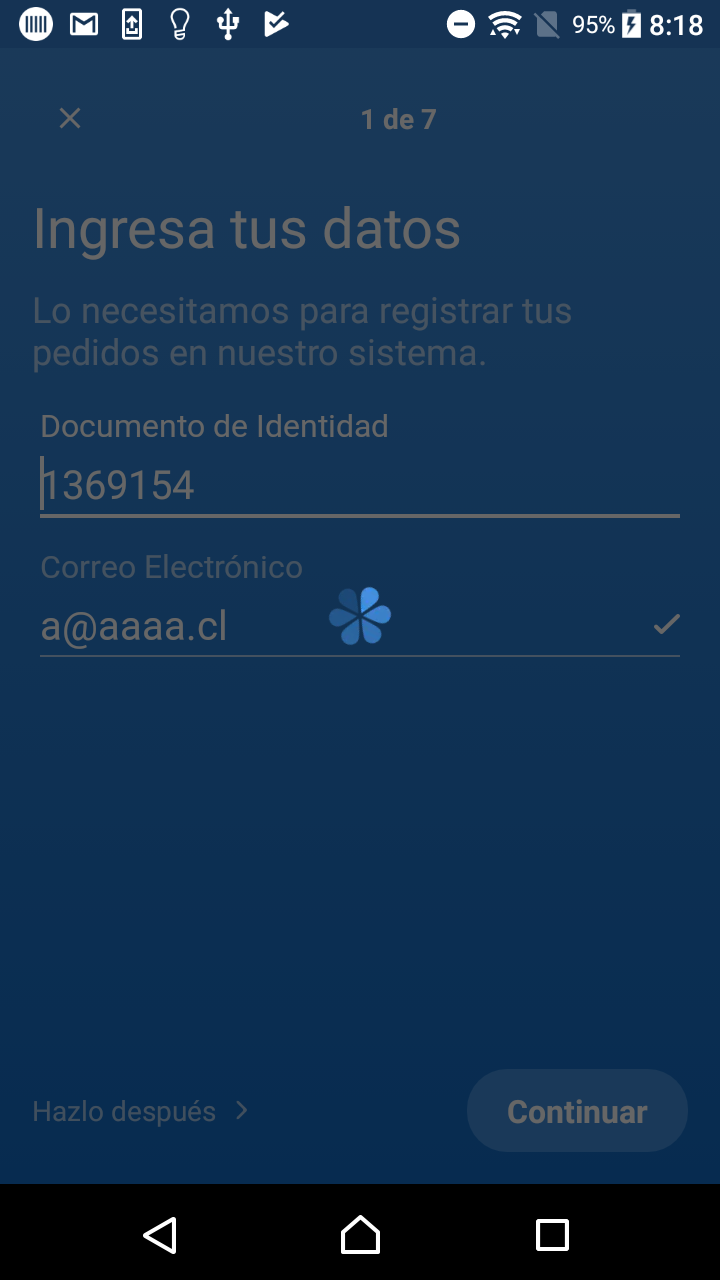 95% 8:18
1 de 7
Ingresa tus datos
Lo necesitamos para registrar tus
pedidos en nuestro sistema.
Documento de Identidad
1369154
Correo Electrónico
a@aaaa.cl
Hazlo después
Continuar